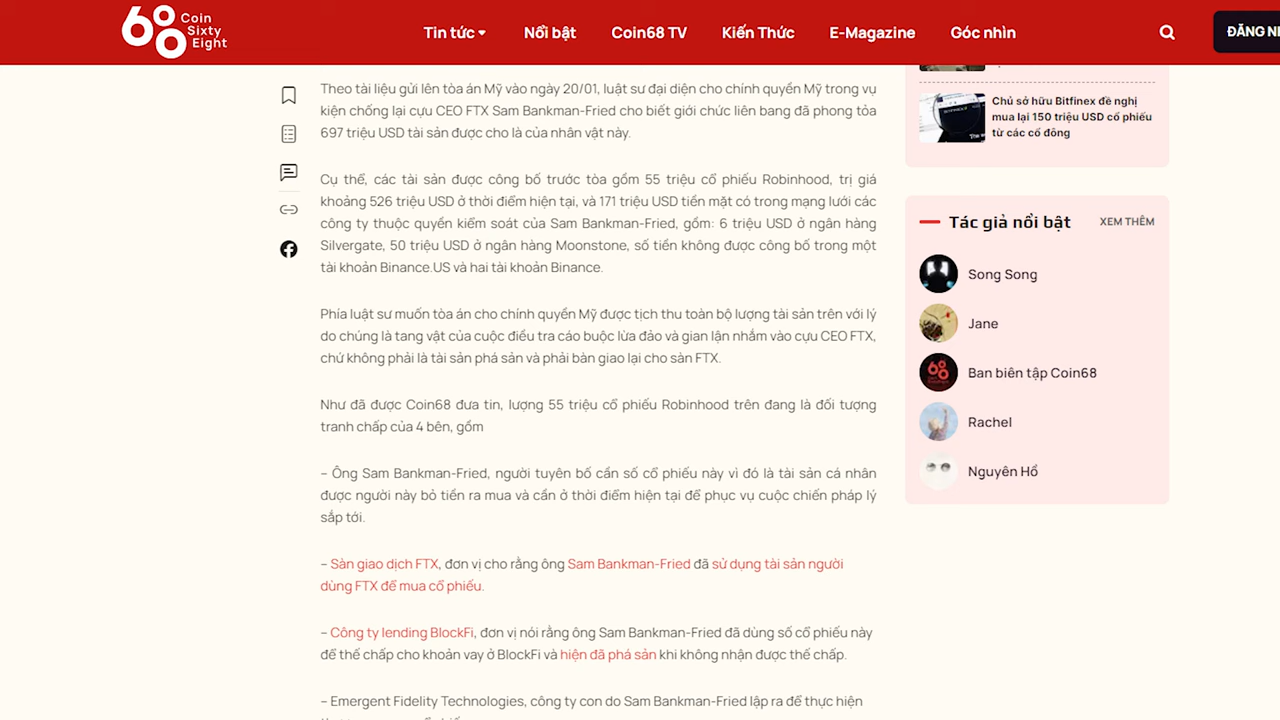 Coin
Sixty
Eight
Tin tức
Nổi bật
Coin68 TV
Kiến Thức
E-Magazine
Góc nhìn
ĐĂNG N
Theo tài liệu gửi lên tòa án Mỹ vào ngày 20/01, luật sư đại diện cho chính quyền Mỹ trong vụ
kiện chống lại cựu CEO FTX Sam Bankman-Fried cho biết giới chức liên bang đã phong tỏa
697 triệu USD tài sản được cho là của nhân vật này.
Cụ thể, các tài sản được công bố trước tòa gồm 55 triệu cổ phiếu Robinhood, trị giá
khoảng 526 triệu USD ở thời điểm hiện tại, và 171 triệu USD tiền mặt có trong mạng lưới các
công ty thuộc quyền kiểm soát của Sam Bankman-Fried, gồm: 6 triệu USD ở ngân hàng
Silvergate, 50 triệu USD ở ngân hàng Moonstone, số tiền không được công bố trong một
tài khoản Binance.US và hai tài khoản Binance.
Phía luật sư muốn tòa án cho chính quyền Mỹ được tịch thu toàn bộ lượng tài sản trên với lý
do chúng là tang vật của cuộc điều tra cáo buộc lừa đảo và gian lận nhắm vào cựu CEO FTX,
chứ không phải là tài sản phá sản và phải bàn giao lại cho sàn FTX.
Như đã được Coin68 đưa tin, lượng 55 triệu cổ phiếu Robinhood trên đang là đối tượng
tranh chấp của 4 bên, gồm
– Ông Sam Bankman-Fried, người tuyên bố cần số cổ phiếu này vì đó là tài sản cá nhân
được người này bỏ tiền ra mua và cần ở thời điểm hiện tại để phục vụ cuộc chiến pháp lý
sắp tới.
– Sàn giao dịch FTX, đơn vị cho rằng ông Sam Bankman-Fried đã sử dụng tài sản người
dùng FTX để mua cổ phiếu.
– Công ty lending BlockFi, đơn vị nói rằng ông Sam Bankman-Fried đã dùng số cổ phiếu này
để thế chấp cho khoản vay ở BlockFi và hiện đã phá sản khi không nhận được thế chấp.
– Emergent Fidelity Technologies, công ty con do Sam Bankman-Fried lập ra để thực hiện
Chủ sở hữu Bitfinex đề nghị
mua lại 150 triệu USD cổ phiếu
từ các cổ đông
Tác giả nổi bật
XEM THÊM
Song Song
Jane
Ban biên tập Coin68
Rachel
Nguyên Hồ